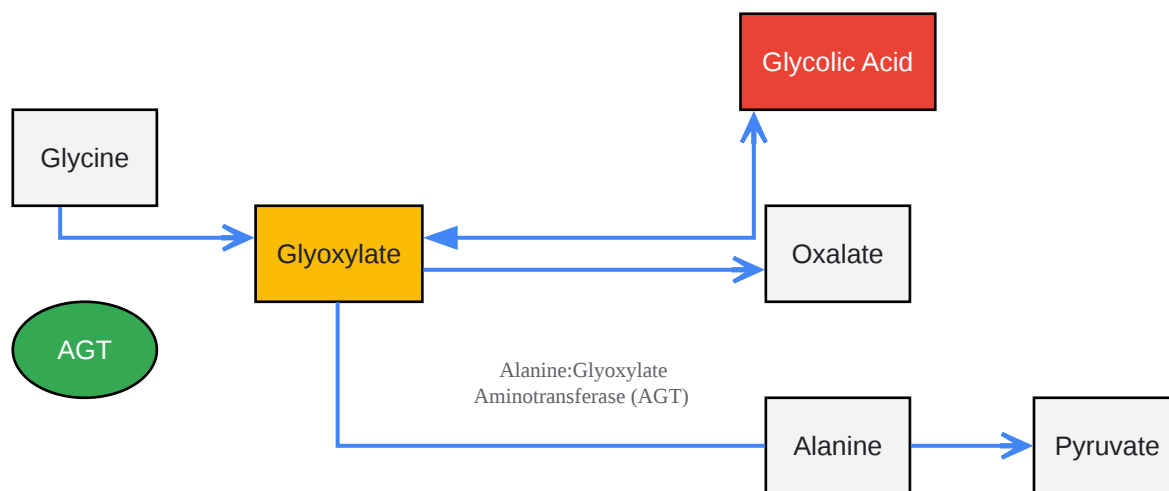 Glycolic Acid
Glycine
Glyoxylate
Oxalate
AGT
Alanine:Glyoxylate
Aminotransferase (AGT)
Alanine
Pyruvate